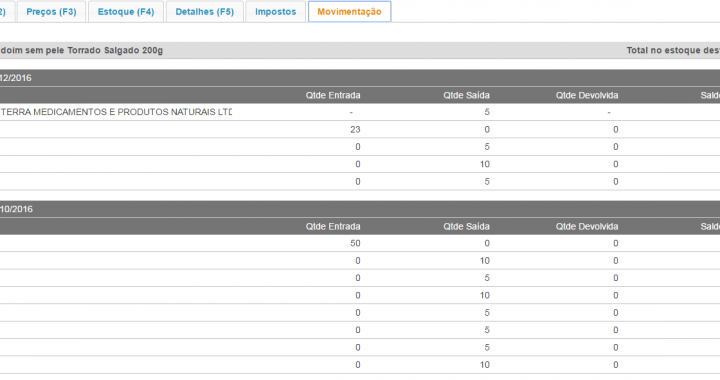 2) Preços (F3) Estoque (F4) Detalhes (F5) Impostos Movimentação
doim sem pele Torrado Salgado 200g Total no estoque dest
12/2016
Qtde Entrada Qtde Saída Qtde Devolvida Saldo
TERRA MEDICAMENTOS E PRODUTOS NATURAIS LTD - 5 -
23 0 0
0 5 0
0 10 0
0 5 0
10/2016
Qtde Entrada Qtde Saída Qtde Devolvida Saldo
50 0 0
0 10 0
0 5 0
0 10 0
0 5 0
0 5 0
0 5 0
0 10 0